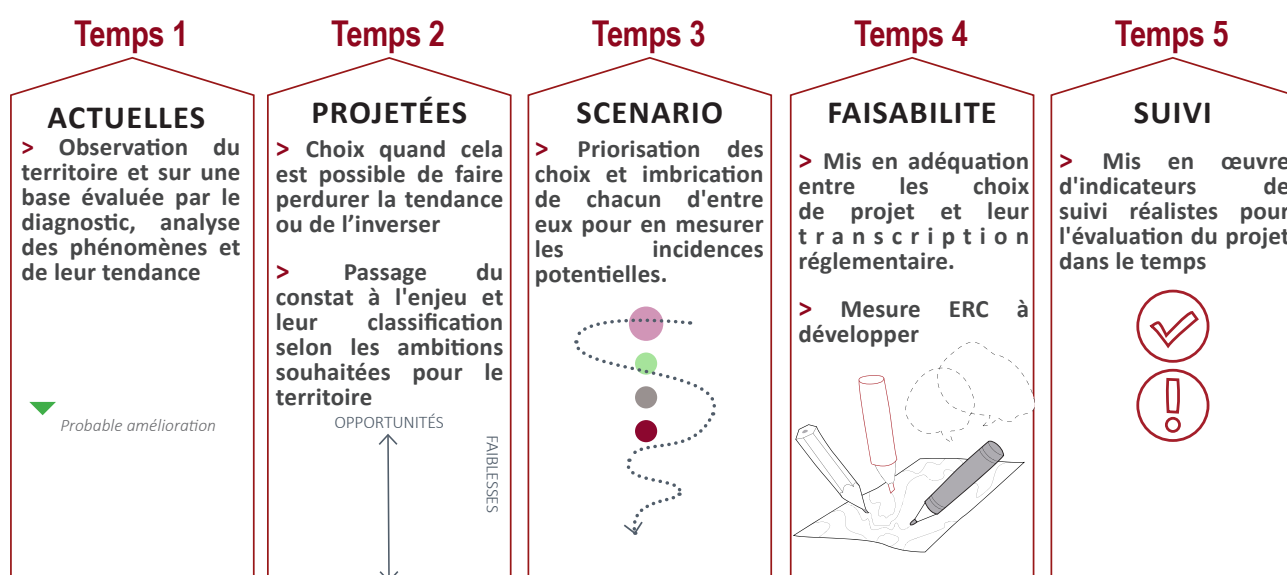 Temps 1
ACTUELLES
> Observation du
territoire et sur une
base évaluée par le
diagnostic, analyse
des phénomènes et
de leur tendance
Probable amélioration
Temps 2
PROJETÉES
> Choix quand cela
est possible de faire
perdurer la tendance
ou de l’inverser
> Passage du
constat à l'enjeu et
leur classification
selon les ambitions
souhaitées pour le
territoire
OPPORTUNITÉS
FAIBLESSES
Temps 3
SCENARIO
> Priorisation des
choix et imbrication
de chacun d'entre
eux pour en mesurer
les incidences
potentielles.
Temps 4
FAISABILITE
> Mis en adéquation
entre les choix
de projet et leur
transcription
réglementaire.
> Mesure ERC à
développer
Temps 5
SUIVI
> Mis en œuvre
d'indicateurs de
suivi réalistes pour
l'évaluation du projet
dans le temps